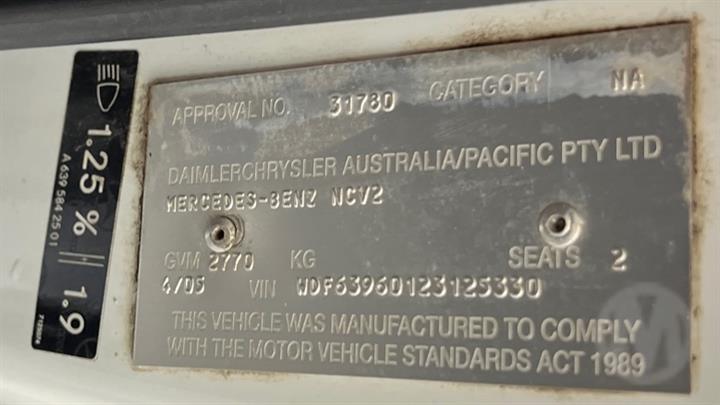 1.25 % 1.9
A 639 584 25 01
APPROVAL NO. 31780 CATEGORY NA
DAIMLERCHRYSLER AUSTRALIA/PACIFIC PTY LTD
MERCEDES-BENZ NCV2
GVM 2770 KG SEATS 2
4/05 VIN WDF63960123125330
THIS VEHICLE WAS MANUFACTURED TO COMPLY
WITH THE MOTOR VEHICLE STANDARDS ACT 1989